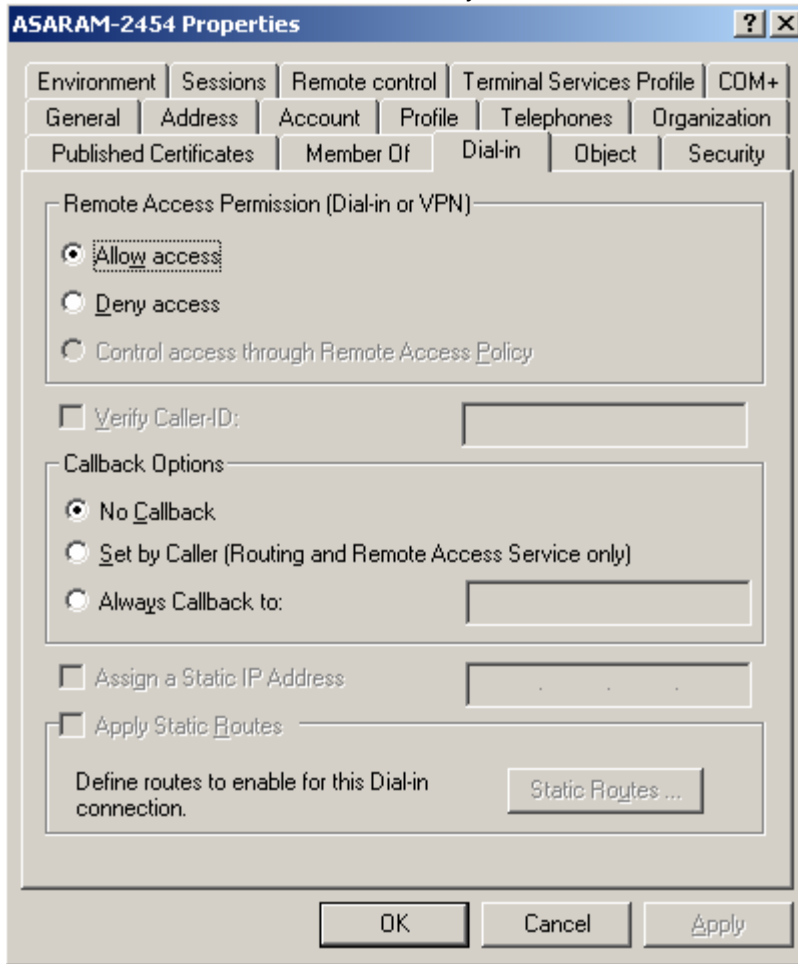 ASARAM-2454 Properties
Environment Sessions Remote control Terminal Services Profile COM+
General Address Account Profile Telephones Organization
Published Certificates Member Of Dial-in Object Security
Remote Access Permission (Dial-in or VPN)
Allow access
Deny access
Control access through Remote Access Policy
Verify Caller-ID:
Callback Options
No Callback
Set by Caller (Routing and Remote Access Service only)
Always Callback to:
Assign a Static IP Address
Apply Static Routes
Define routes to enable for this Dial-in
connection.
Static Routes ...
OK Cancel Apply